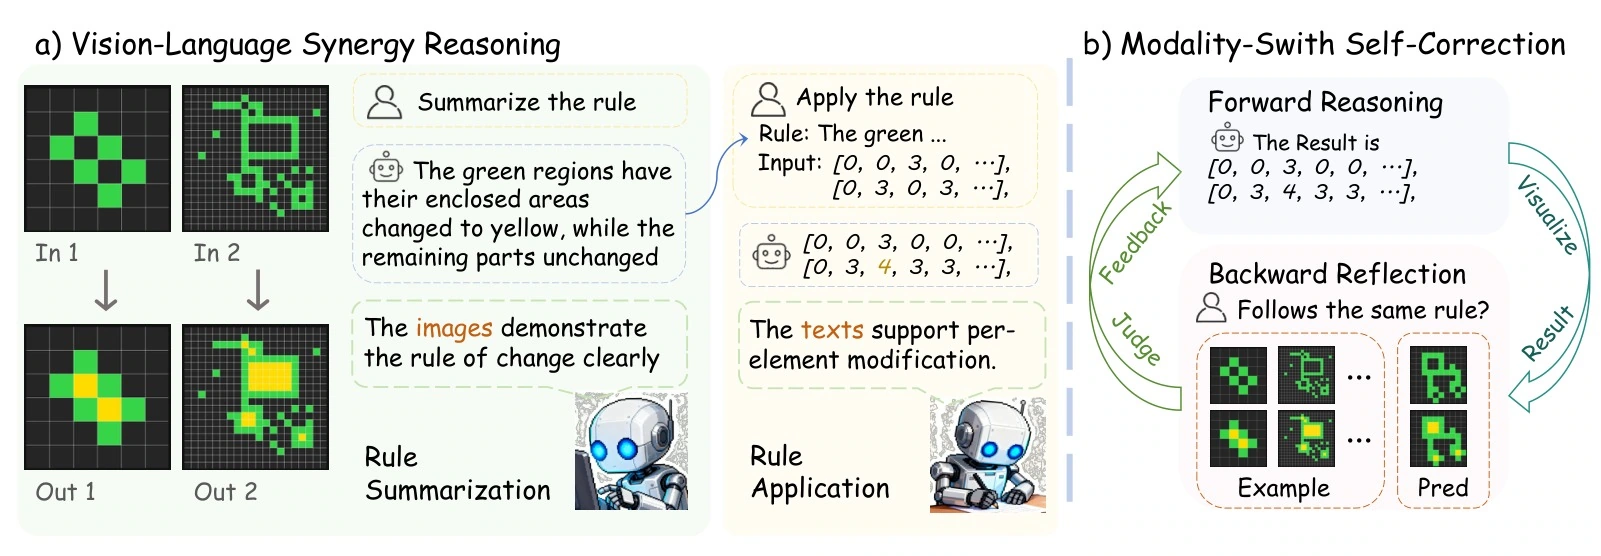 a) Vision-Language Synergy Reasoning
In 1
In 2
Out 1
Out 2
Summarize the rule
The green regions have
their enclosed areas
changed to yellow, while the
remaining parts unchanged
The images demonstrate
the rule of change clearly
Rule
Summarization
Apply the rule
Rule: The green ...
Input: [0, 0, 3, 0, ⋯],
[0, 3, 0, 3, ⋯],
[0, 0, 3, 0, 0, ⋯],
[0, 3, 4, 3, 3, ⋯],
The texts support per-
element modification.
Rule
Application
b) Modality-Swith Self-Correction
Forward Reasoning
The Result is
[0, 0, 3, 0, 0, ⋯],
[0, 3, 4, 3, 3, ⋯],
Visualize
Result
Backward Reflection
Follows the same rule?
...
...
Example
Pred
Judge
Feedback